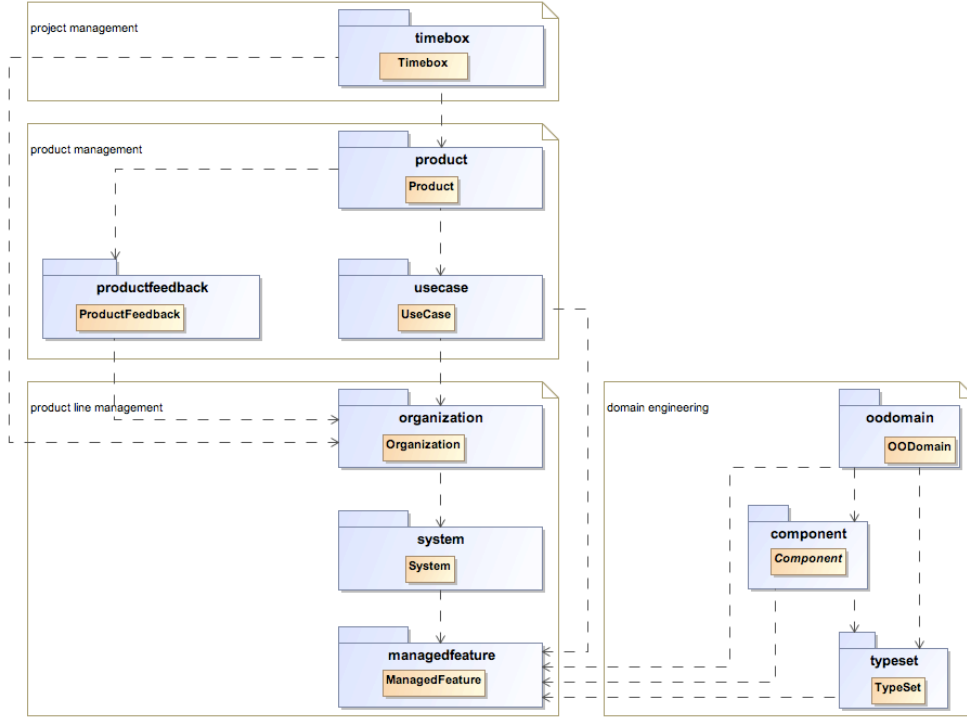 project management
timebox
Timebox
product management
product
Product
productfeedback
ProductFeedback
usecase
UseCase
product line management
organization
Organization
system
System
managedfeature
ManagedFeature
domain engineering
oodomain
OODomain
component
Component
typeset
TypeSet